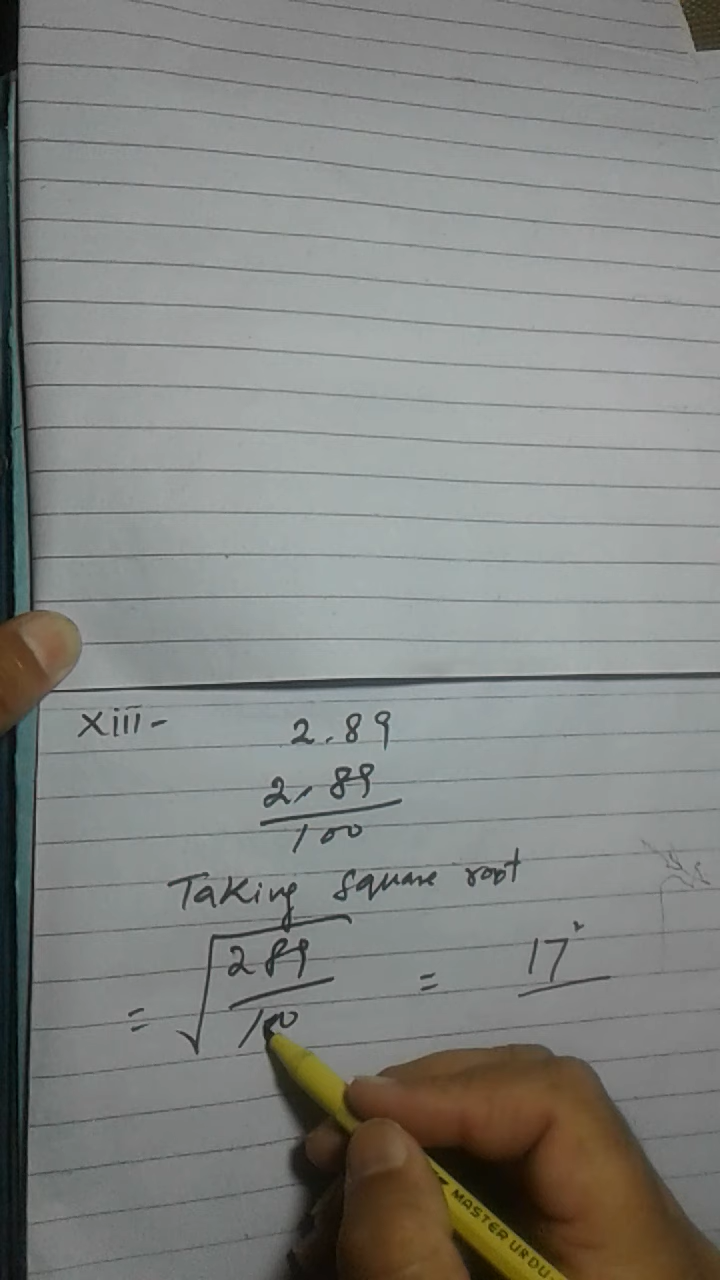 xiii- 2.89
2.89
100
Taking square root
= √289 = 17²
100
MASTER URDU